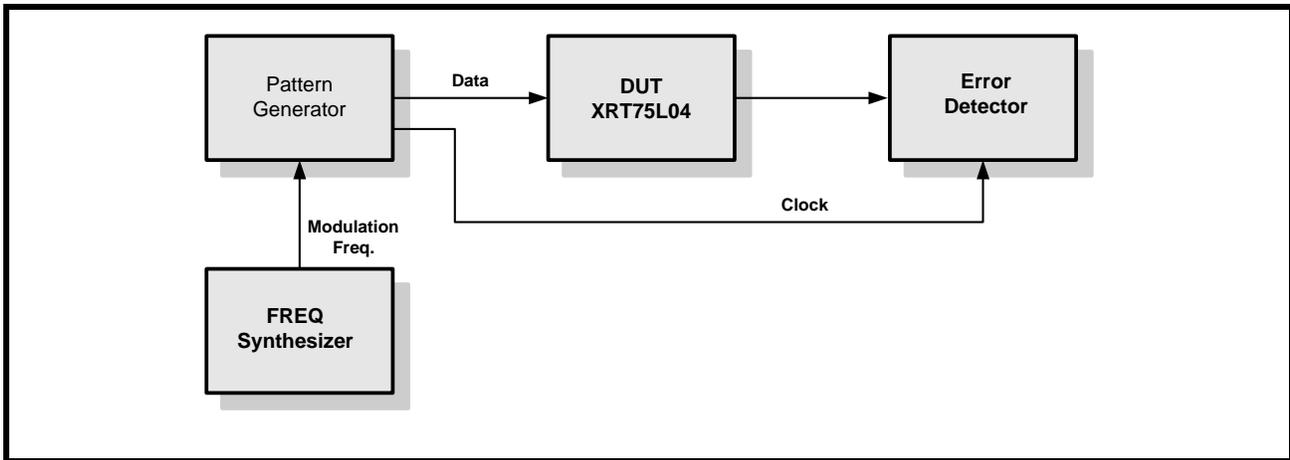 Pattern
Generator
Data
DUT
XRT75L04
Error
Detector
Clock
Modulation
Freq.
FREQ
Synthesizer